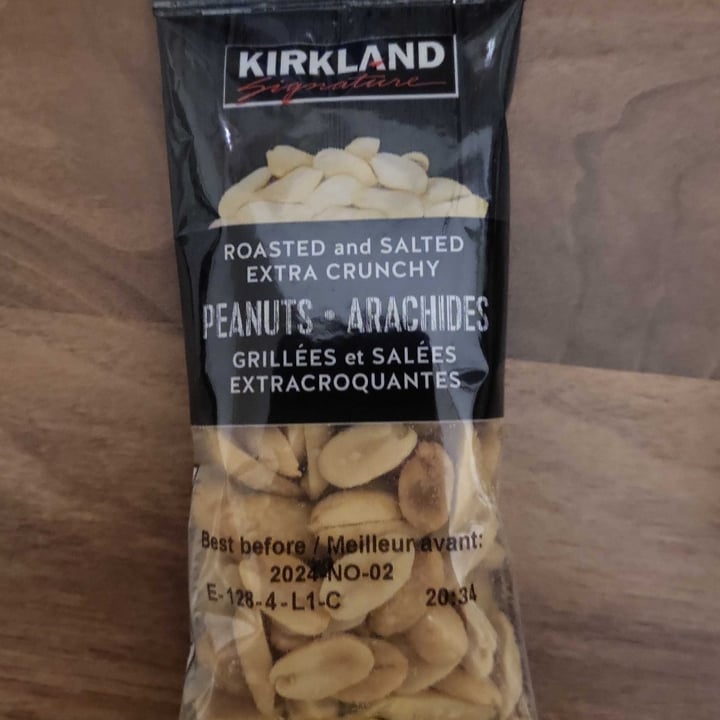 KIRKLAND
Signature
ROASTED and SALTED
EXTRA CRUNCHY
PEANUTS • ARACHIDES
GRILLÉES et SALÉES
EXTRACROQUANTES
Best before / Meilleur avant:
2024-NO-02
E-128-4-L1-C 20:34